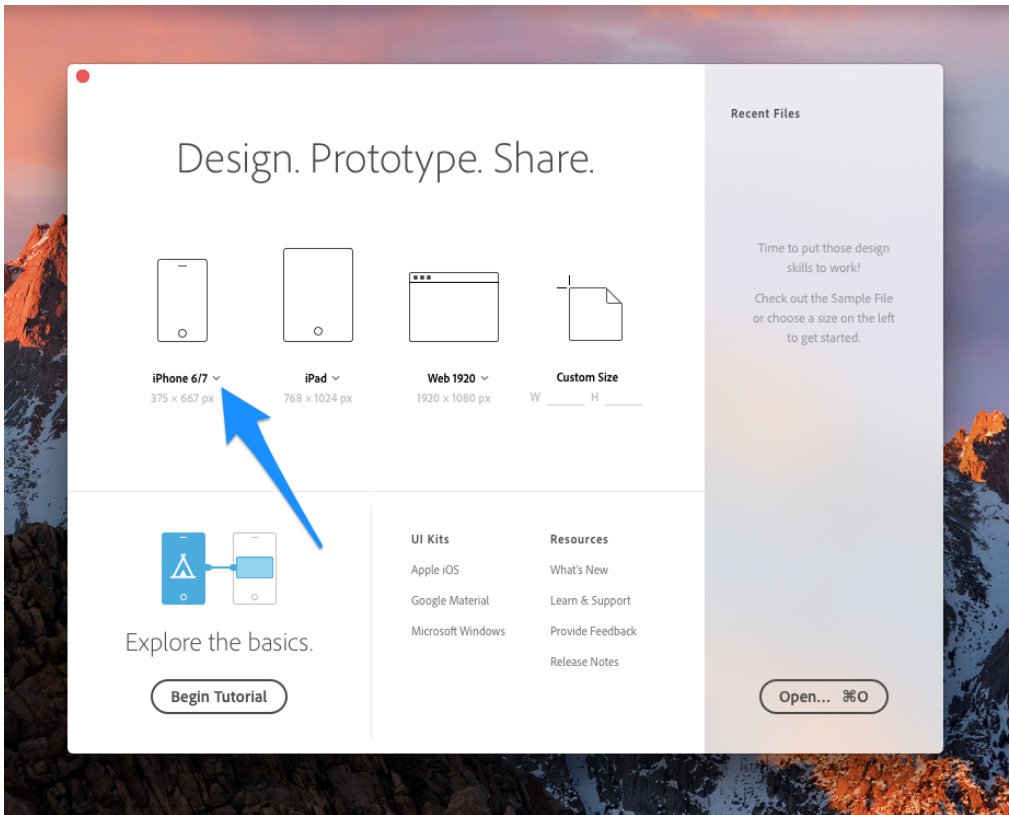 Design. Prototype. Share.
iPhone 6/7
375 × 667 px
iPad
768 × 1024 px
Web 1920
1920 × 1080 px
Custom Size
W H
Explore the basics.
Begin Tutorial
UI Kits
Apple iOS
Google Material
Microsoft Windows
Resources
What's New
Learn & Support
Provide Feedback
Release Notes
Recent Files
Time to put those design
skills to work!
Check out the Sample File
or choose a size on the left
to get started.
Open... ⌘O